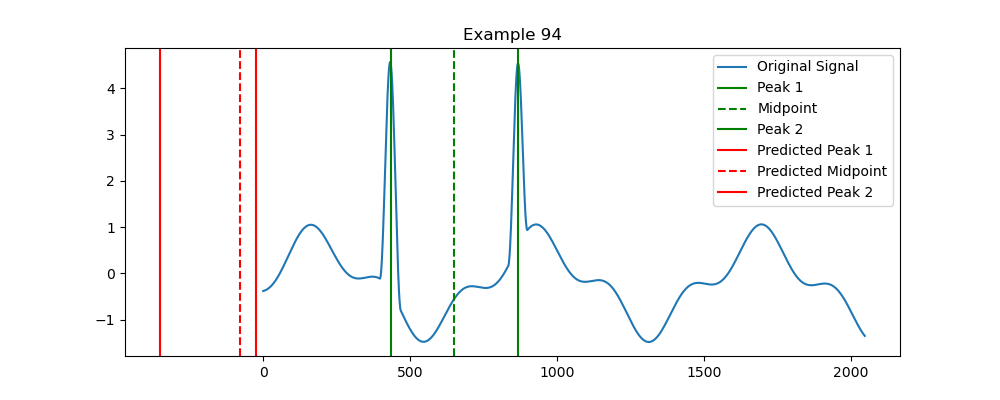 Example 94
Original Signal
Peak 1
Midpoint
Peak 2
Predicted Peak 1
Predicted Midpoint
Predicted Peak 2
4
3
2
1
0
−1
0 500 1000 1500 2000